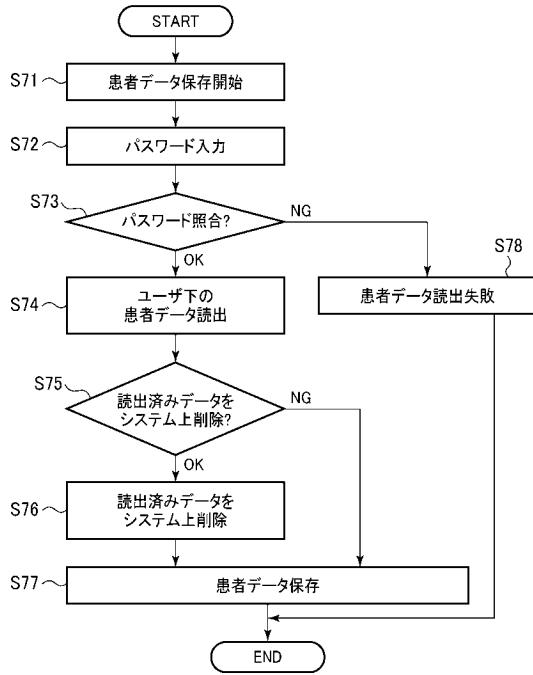 START
S71
患者データ保存開始
S72
パスワード入力
S73
パスワード照合?
NG
OK
S78
患者データ読出失敗
S74
ユーザ下の
患者データ読出
S75
読出済みデータを
システム上削除?
NG
OK
S76
読出済みデータを
システム上削除
S77
患者データ保存
END